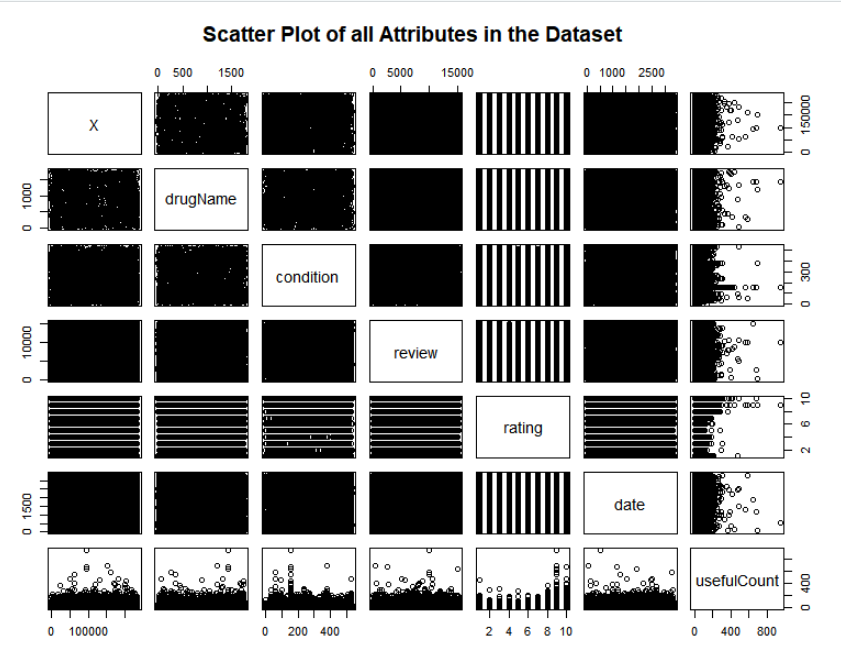 Scatter Plot of all Attributes in the Dataset
0 500 1500 0 5000 15000 0 1000 2500
X
0 150000
drugName
0 1000
condition
0 300
review
0 10000
rating
2 6 10
date
0 1500
usefulCount
0 400
0 100000 0 200 400 2 4 6 8 10 0 400 800